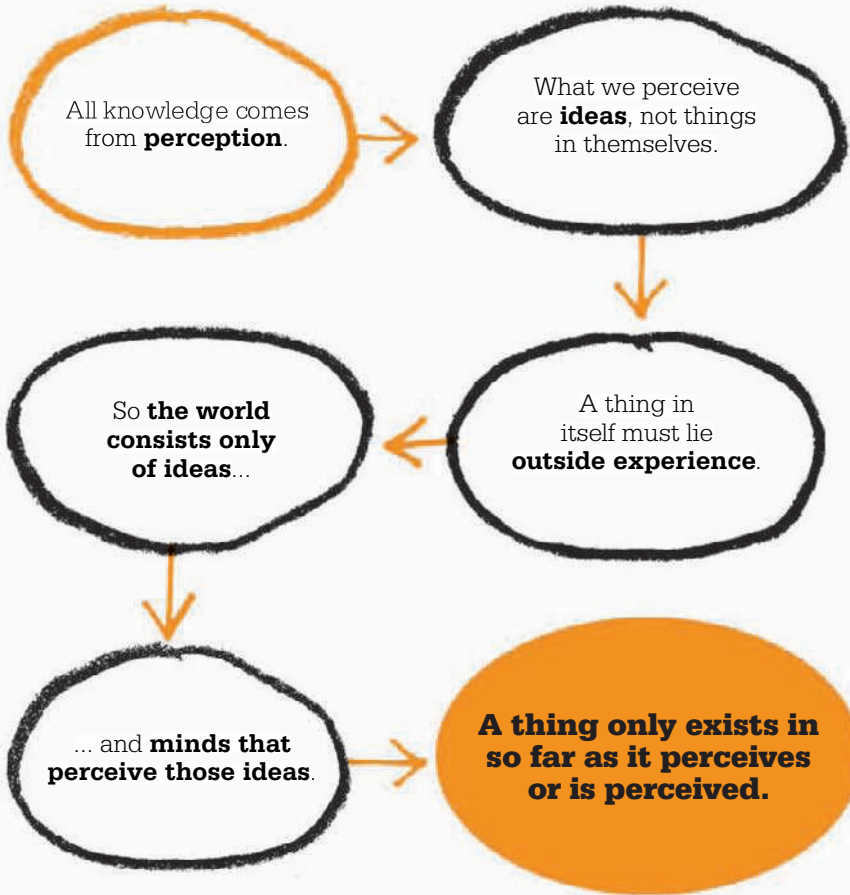 All knowledge comes
from perception.
What we perceive
are ideas, not things
in themselves.
A thing in
itself must lie
outside experience.
So the world
consists only
of ideas...
... and minds that
perceive those ideas.
A thing only exists in
so far as it perceives
or is perceived.